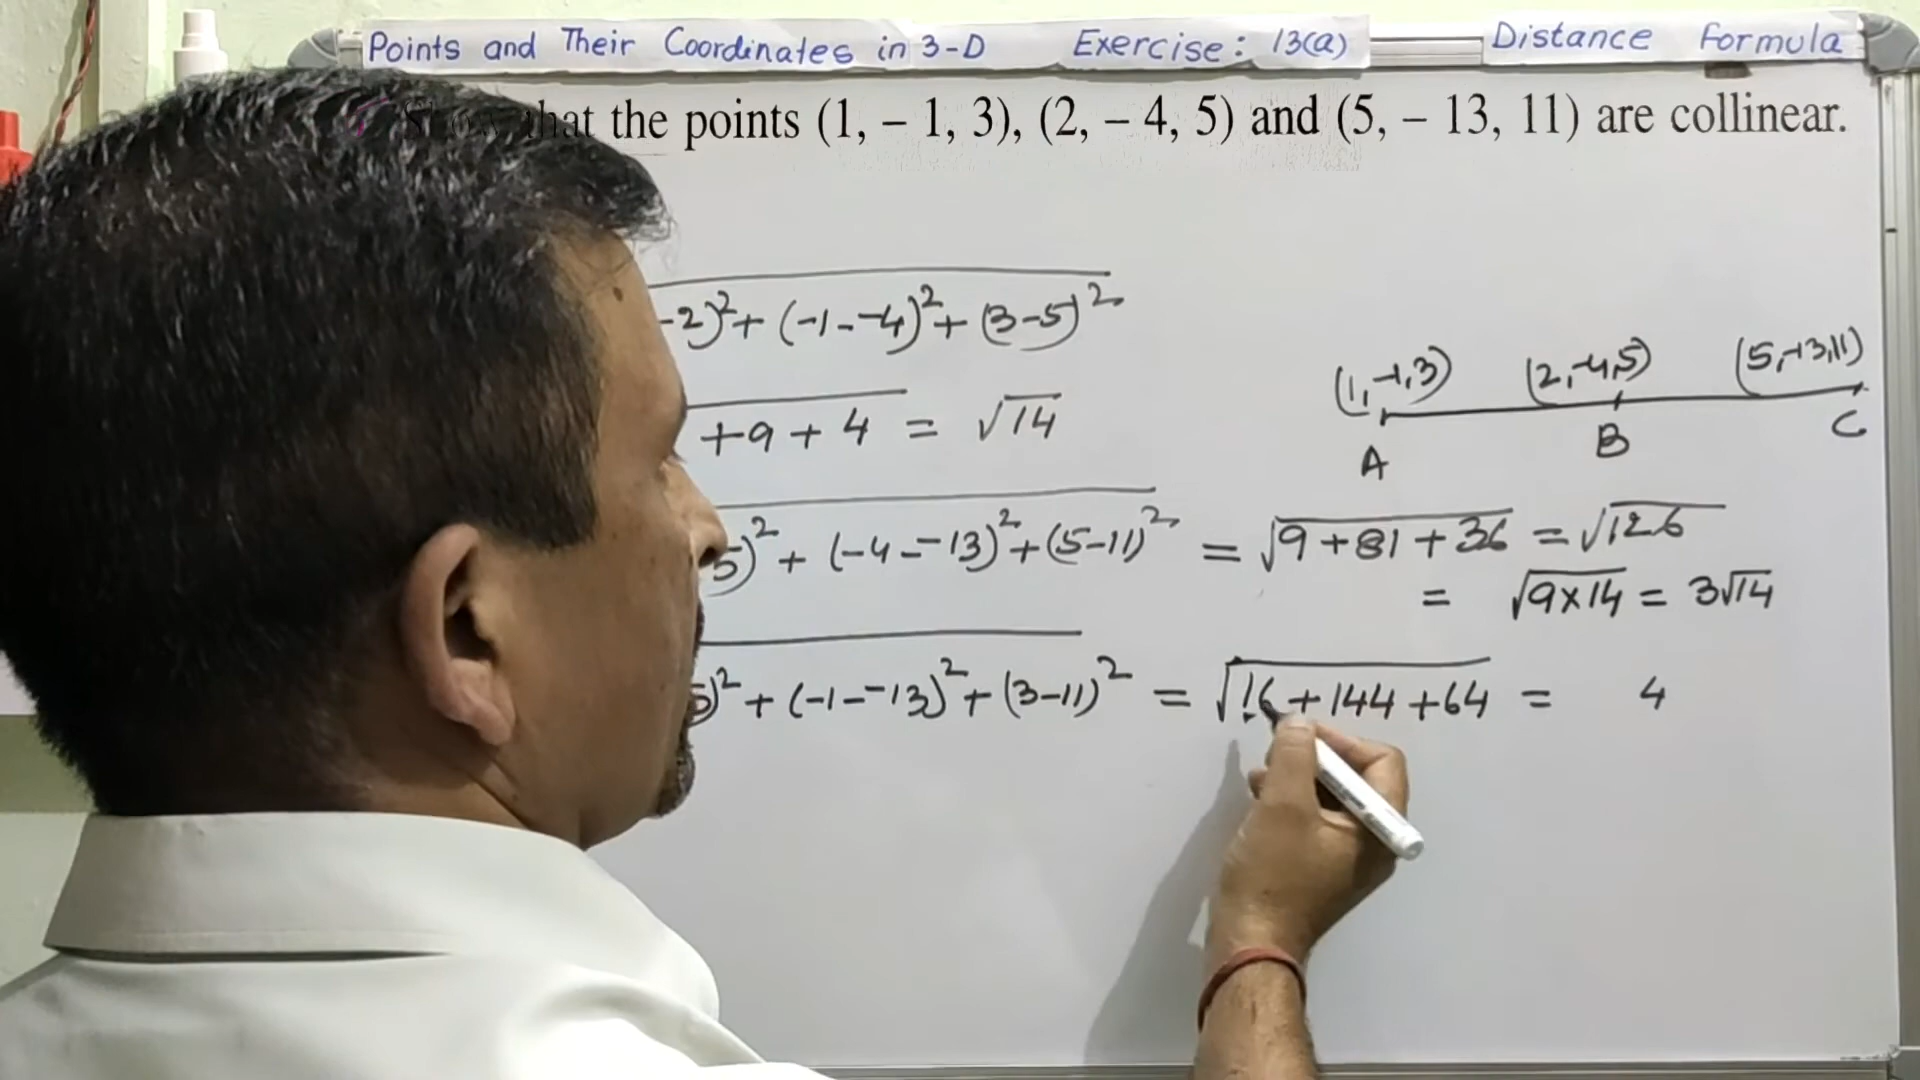 Points and Their Coordinates in 3-D Exercise: 13(a) Distance Formula
Show that the points (1, – 1, 3), (2, – 4, 5) and (5, – 13, 11) are collinear.
-2)²+ (-1--4)²+ (3-5)²
(1,-1,3) (2,-4,5) (5,-13,11)
+9+4 = √14
A B C
5)²+ (-4--13)²+(5-11)² = √9+81+36 = √126
= √9×14 = 3√14
5)²+(-1--13)²+(3-11)² = √16+144+64 = 4